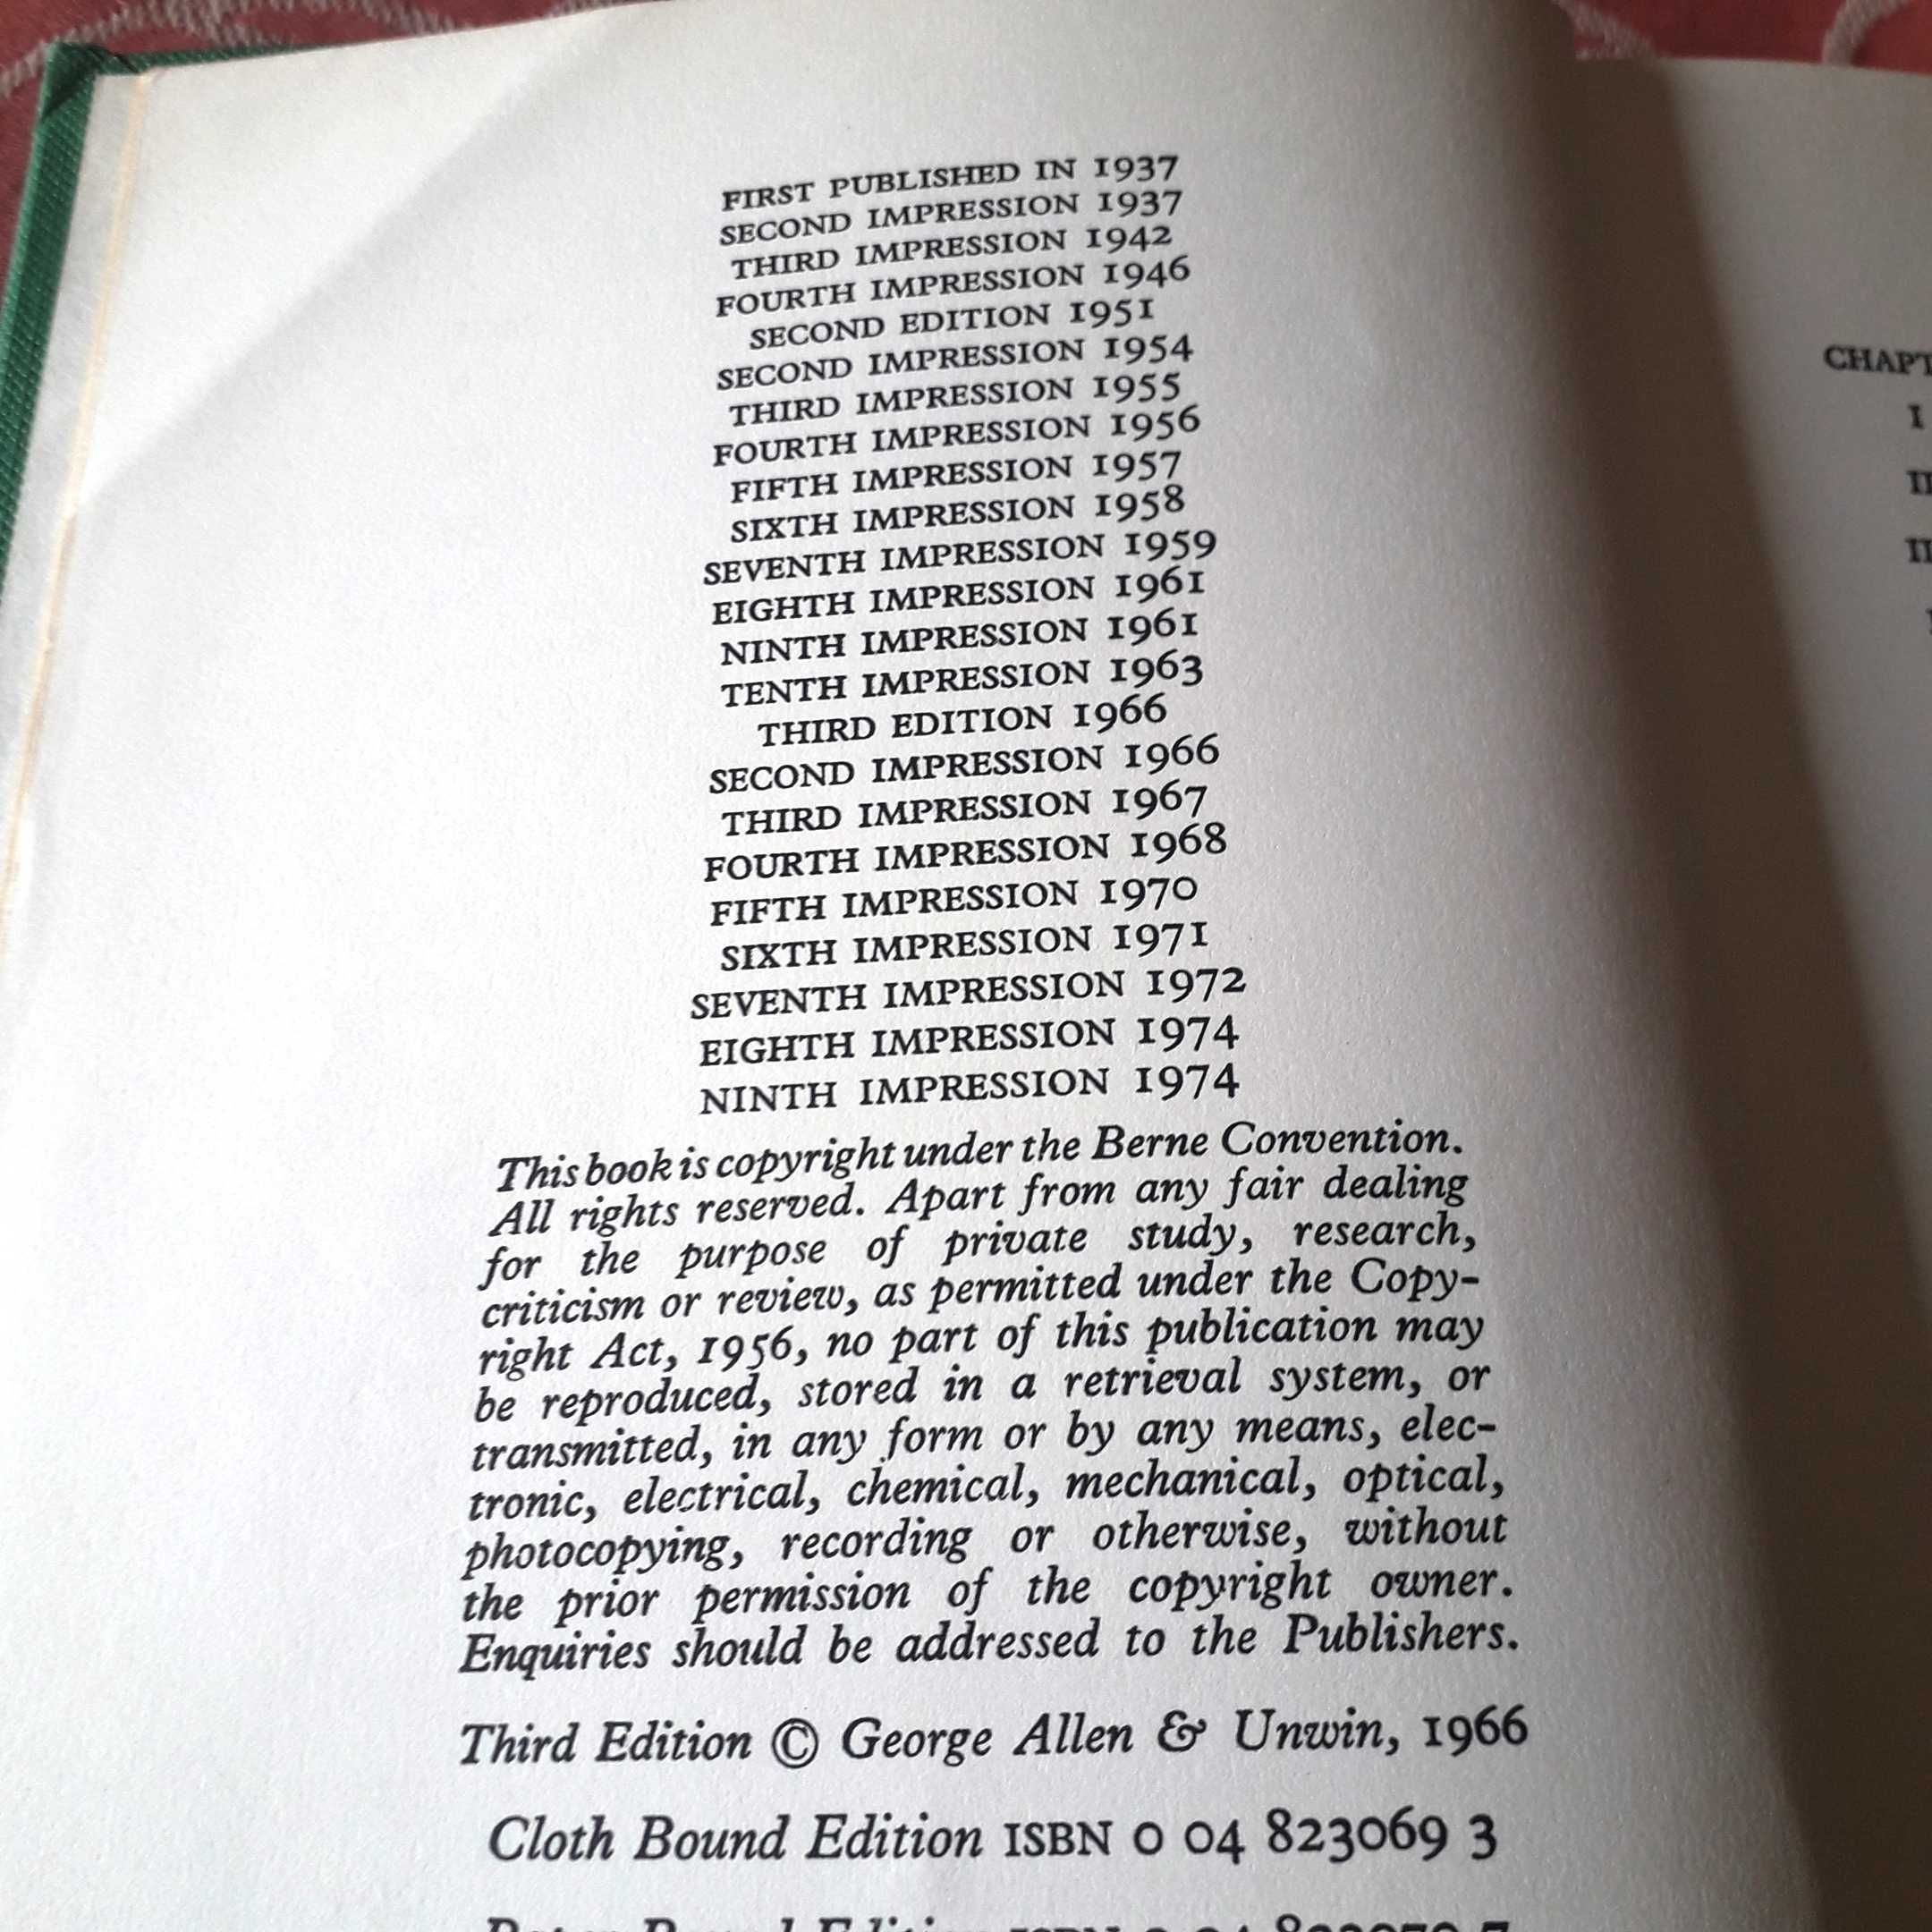 FIRST PUBLISHED IN 1937
SECOND IMPRESSION 1937
THIRD IMPRESSION 1942
FOURTH IMPRESSION 1946
SECOND EDITION 1951
SECOND IMPRESSION 1954
THIRD IMPRESSION 1955
FOURTH IMPRESSION 1956
FIFTH IMPRESSION 1957
SIXTH IMPRESSION 1958
SEVENTH IMPRESSION 1959
EIGHTH IMPRESSION 1961
NINTH IMPRESSION 1961
TENTH IMPRESSION 1963
THIRD EDITION 1966
SECOND IMPRESSION 1966
THIRD IMPRESSION 1967
FOURTH IMPRESSION 1968
FIFTH IMPRESSION 1970
SIXTH IMPRESSION 1971
SEVENTH IMPRESSION 1972
EIGHTH IMPRESSION 1974
NINTH IMPRESSION 1974
This book is copyright under the Berne Convention.
All rights reserved. Apart from any fair dealing
for the purpose of private study, research,
criticism or review, as permitted under the Copy-
right Act, 1956, no part of this publication may
be reproduced, stored in a retrieval system, or
transmitted, in any form or by any means, elec-
tronic, electrical, chemical, mechanical, optical,
photocopying, recording or otherwise, without
the prior permission of the copyright owner.
Enquiries should be addressed to the Publishers.
Third Edition © George Allen & Unwin, 1966
Cloth Bound Edition ISBN 0 04 823069 3
CHAPT
I